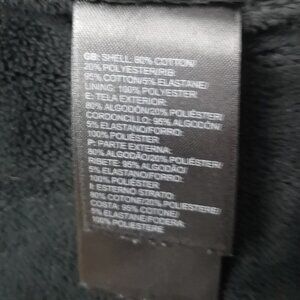 GB: SHELL: 80% COTTON/
20% POLYESTER/RIB:
95% COTTON/5% ELASTANE/
LINING: 100% POLYESTER
E: TELA EXTERIOR:
80% ALGODÓN/20% POLIÉSTER/
CORDONCILLO: 95% ALGODÓN/
5% ELASTANO/FORRO:
100% POLIÉSTER
P: PARTE EXTERNA:
80% ALGODÃO/20% POLIÉSTER/
RIBETE: 95% ALGODÃO/
5% ELASTANO/FORRO:
100% POLIÉSTER
I: ESTERNO STRATO:
80% COTONE/20% POLIESTERE/
COSTA: 95% COTONE/
5% ELASTANE/FODERA:
100% POLIESTERE